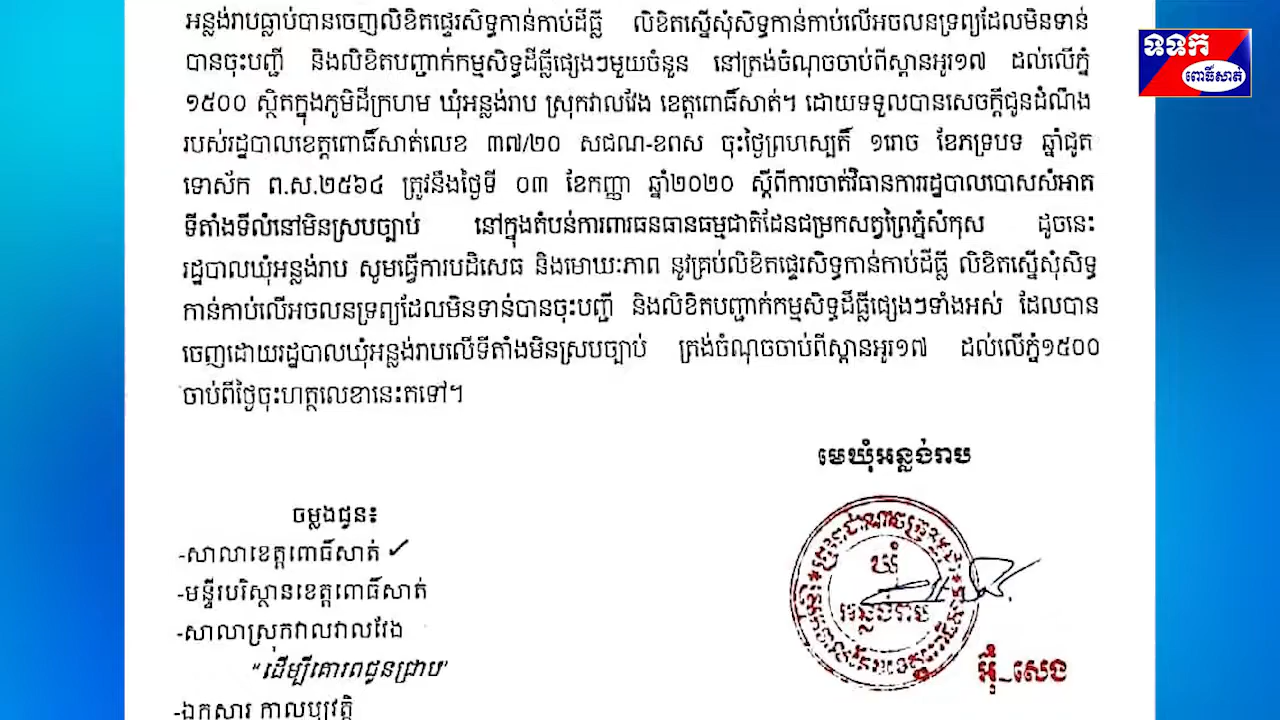 អន្លង់រាបធ្លាប់បានចេញលិខិតផ្ទេរសិទ្ធកាន់កាប់ដីធ្លី លិខិតស្នើសុំសិទ្ធកាន់កាប់លើអចលនទ្រព្យដែលមិនទាន់
បានចុះបញ្ជី និងលិខិតបញ្ជាក់កម្មសិទ្ធដីធ្លីផ្សេងៗមួយចំនួន នៅត្រង់ចំណុចចាប់ពីស្ពានអូរ១៧ ដល់លើភ្នំ
១៥០០ ស្ថិតក្នុងភូមិដីក្រហម ឃុំអន្លង់រាប ស្រុកវាលវែង ខេត្តពោធិ៍សាត់។ ដោយទទួលបានសេចក្តីជូនដំណឹង
របស់រដ្ឋបាលខេត្តពោធិ៍សាត់លេខ ៣៧/២០ សជណ-ខពស ចុះថ្ងៃព្រហស្បតិ៍ ១រោច ខែភទ្របទ ឆ្នាំជូត
ទោស័ក ព.ស.២៥៦៤ ត្រូវនឹងថ្ងៃទី ០៣ ខែកញ្ញា ឆ្នាំ២០២០ ស្តីពីការចាត់វិធានការរដ្ឋបាលបោសសំអាត
ទីតាំងទីលំនៅមិនស្របច្បាប់ នៅក្នុងតំបន់ការពារធនធានធម្មជាតិដែនជម្រកសត្វព្រៃភ្នំសំកុស ដូចនេះ
រដ្ឋបាលឃុំអន្លង់រាប សូមធ្វើការបដិសេធ និងមោឃៈភាព នូវគ្រប់លិខិតផ្ទេរសិទ្ធកាន់កាប់ដីធ្លី លិខិតស្នើសុំសិទ្ធ
កាន់កាប់លើអចលនទ្រព្យដែលមិនទាន់បានចុះបញ្ជី និងលិខិតបញ្ជាក់កម្មសិទ្ធដីធ្លីផ្សេងៗទាំងអស់ ដែលបាន
ចេញដោយរដ្ឋបាលឃុំអន្លង់រាបលើទីតាំងមិនស្របច្បាប់ ត្រង់ចំណុចចាប់ពីស្ពានអូរ១៧ ដល់លើភ្នំ១៥០០
ចាប់ពីថ្ងៃចុះហត្ថលេខានេះតទៅ។
មេឃុំអន្លង់រាប
ឃុំ
អន្លង់រាប
អ៊ុំ សេង
ចម្លងជូន៖
-សាលាខេត្តពោធិ៍សាត់ ✓
-មន្ទីរបរិស្ថានខេត្តពោធិ៍សាត់
-សាលាស្រុកវាលវាលវែង
“ដើម្បីគោរពជូនជ្រាប”
-ឯកសារ កាលប្បវត្តិ
ទទក
ពោធិ៍សាត់